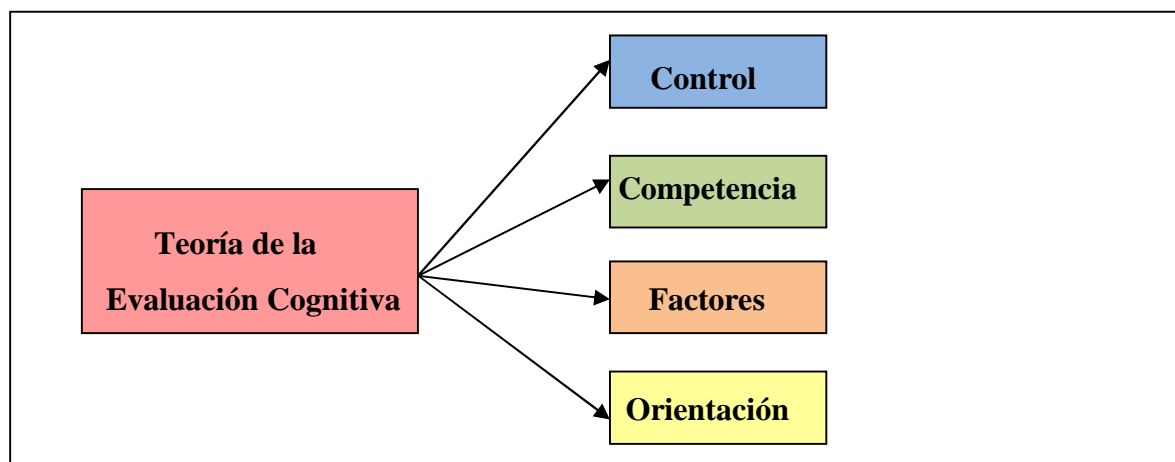 Control
Competencia
Teoría de la
Evaluación Cognitiva
Factores
Orientación